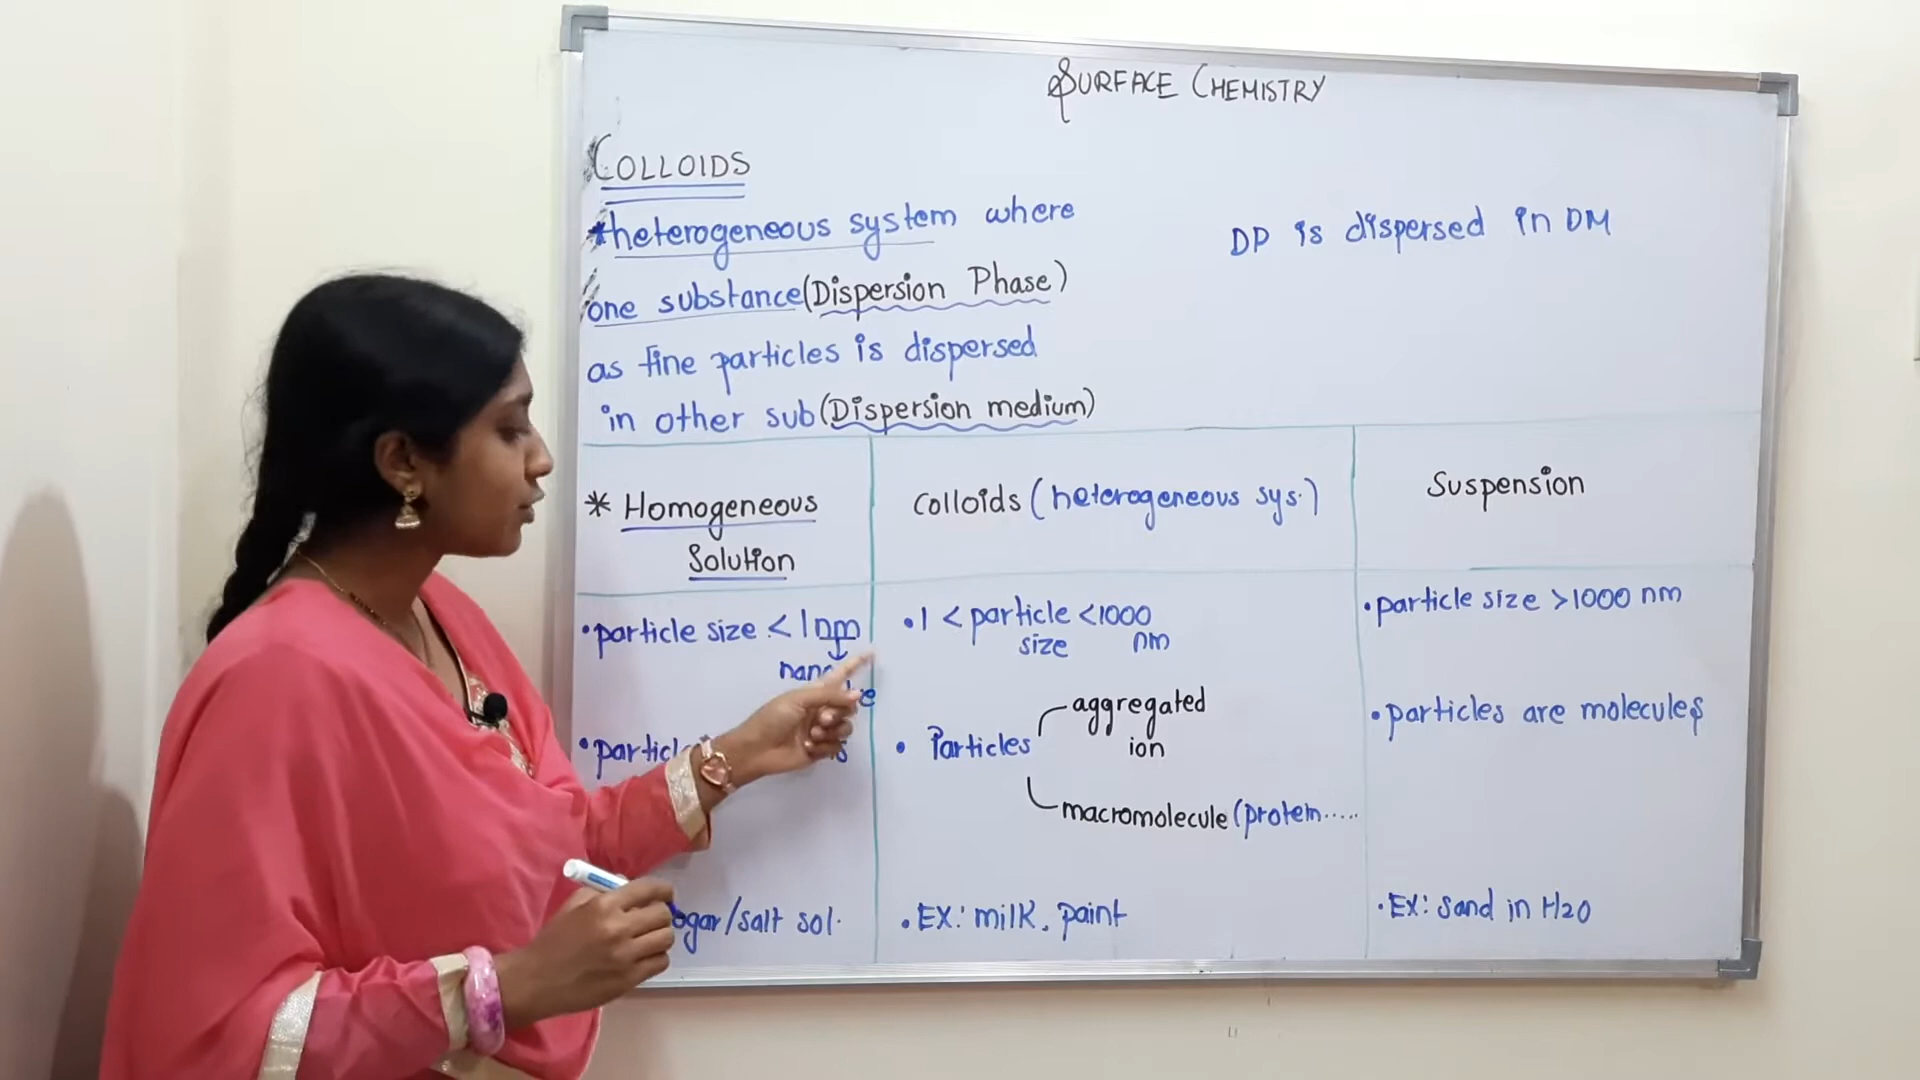 SURFACE CHEMISTRY
COLLOIDS
*heterogeneous system where
one substance(Dispersion Phase)
as fine particles is dispersed
in other sub(Dispersion medium)
DP is dispersed in DM
* Homogeneous
Solution
•particle size <1nm
sol.
/salt
Colloids (heterogeneous sys.)
•1 < particle <1000
size nm
• Particles
aggregated
ion
macromolecule(protein.....
•EX: milk, paint
Suspension
•particle size >1000 nm
•particles are molecules
•EX: sand in H2O